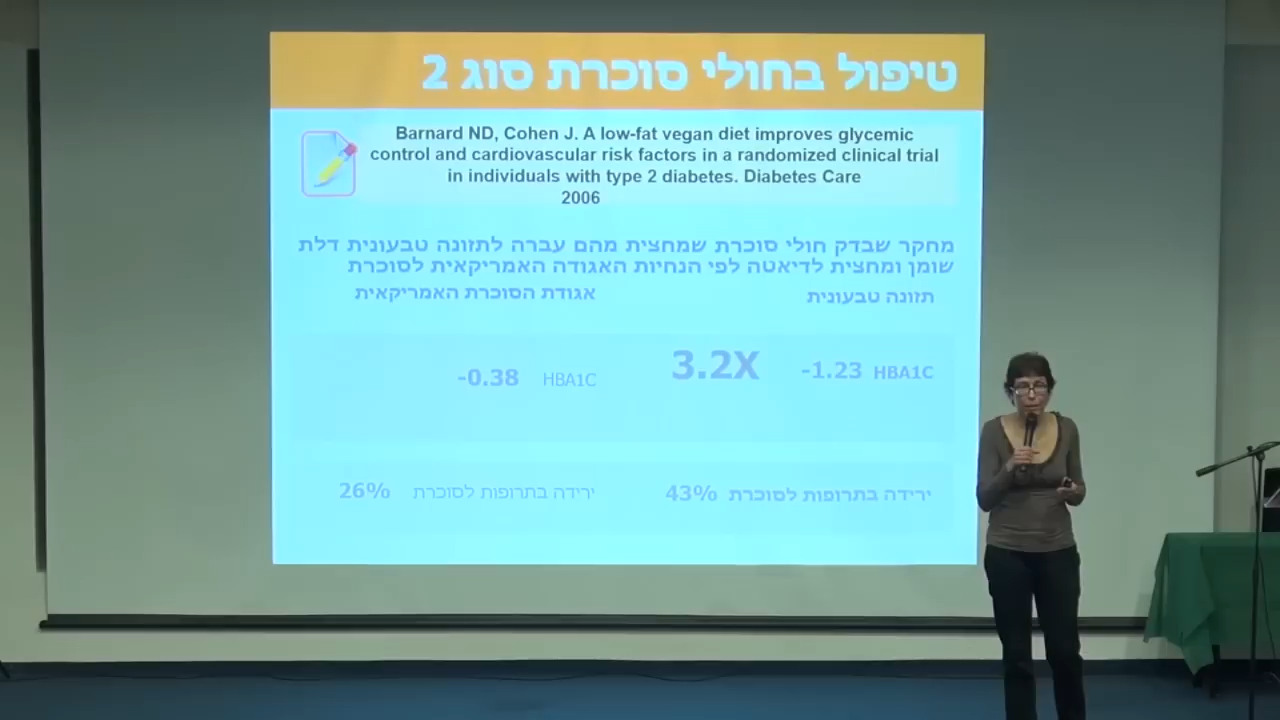 טיפול בחולי סוכרת סוג 2
Barnard ND, Cohen J. A low-fat vegan diet improves glycemic
control and cardiovascular risk factors in a randomized clinical trial
in individuals with type 2 diabetes. Diabetes Care
2006
מחקר שבדק חולי סוכרת שמחצית מהם עברה לתזונה טבעונית דלת
שומן ומחצית לדיאטה לפי הנחיות האגודה האמריקאית לסוכרת
תזונה טבעונית
אגודת הסוכרת האמריקאית
HBA1C -1.23 3.2X
HBA1C -0.38
ירידה בתרופות לסוכרת 43%
ירידה בתרופות לסוכרת 26%